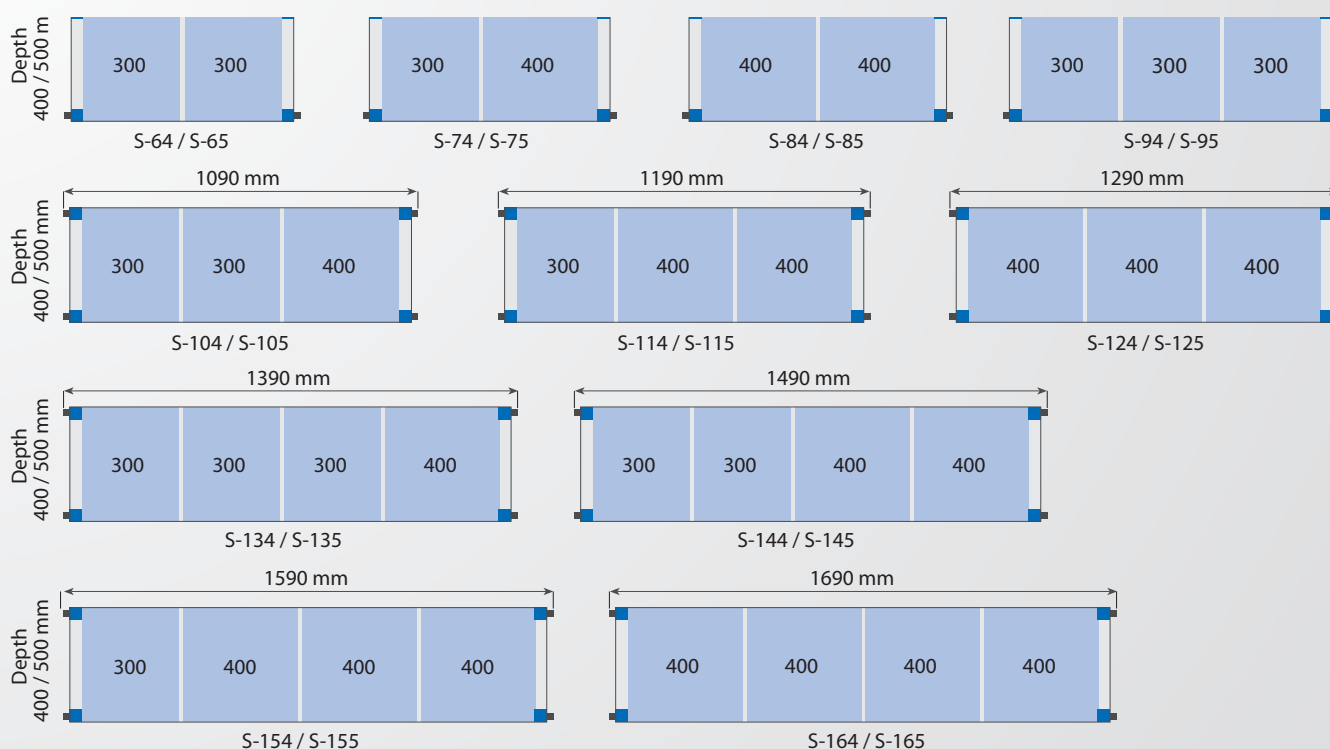 Depth
400 / 500 m
300 300
S-64 / S-65
300 400
S-74 / S-75
400 400
S-84 / S-85
300 300 300
S-94 / S-95
Depth
400 / 500 mm
1090 mm
300 300 400
S-104 / S-105
1190 mm
300 400 400
S-114 / S-115
1290 mm
400 400 400
S-124 / S-125
Depth
400 / 500 mm
1390 mm
300 300 300 400
S-134 / S-135
1490 mm
300 300 400 400
S-144 / S-145
Depth
400 / 500 mm
1590 mm
300 400 400 400
S-154 / S-155
1690 mm
400 400 400 400
S-164 / S-165